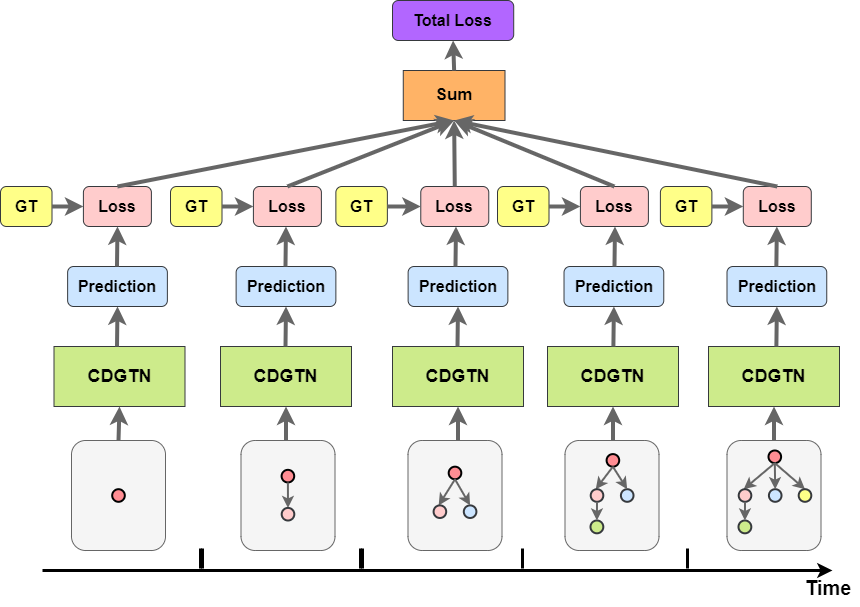 Total Loss
Sum
GT Loss GT Loss GT Loss GT Loss GT Loss
Prediction Prediction Prediction Prediction Prediction
CDGTN CDGTN CDGTN CDGTN CDGTN
Time